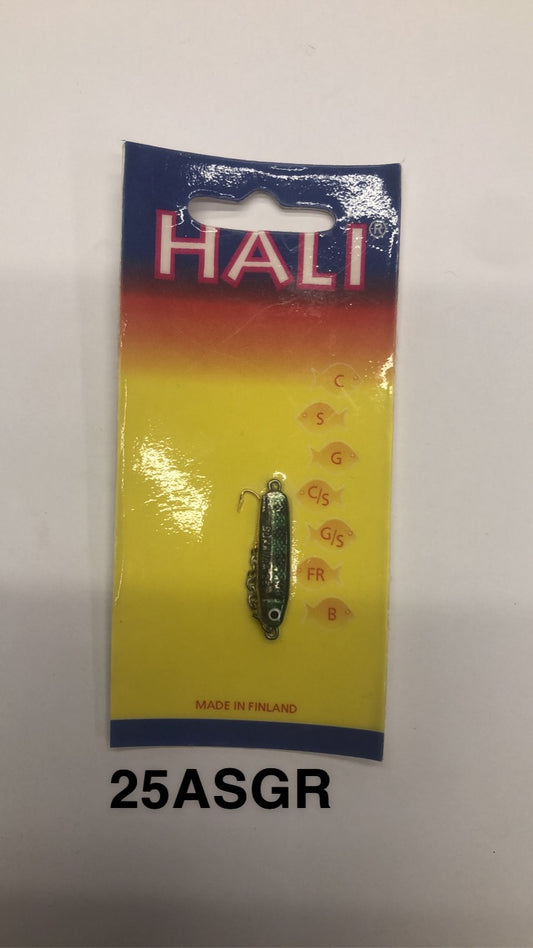 HALI®
C
S
G
C/S
G/S
FR
B
MADE IN FINLAND
25ASGR